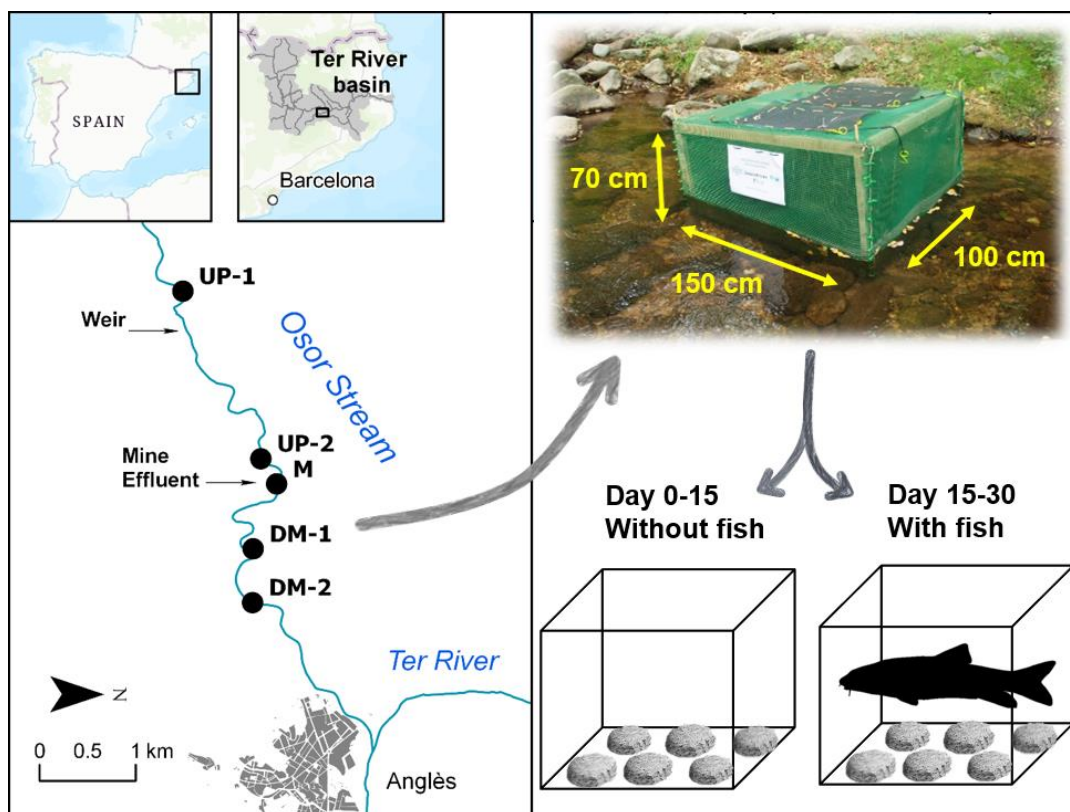 SPAIN
Ter River
basin
Barcelona
UP-1
Weir
Osor Stream
UP-2
M
Mine
Effluent
DM-1
DM-2
Ter River
N
0 0.5 1 km
Anglès
70 cm
150 cm
100 cm
Day 0-15
Without fish
Day 15-30
With fish